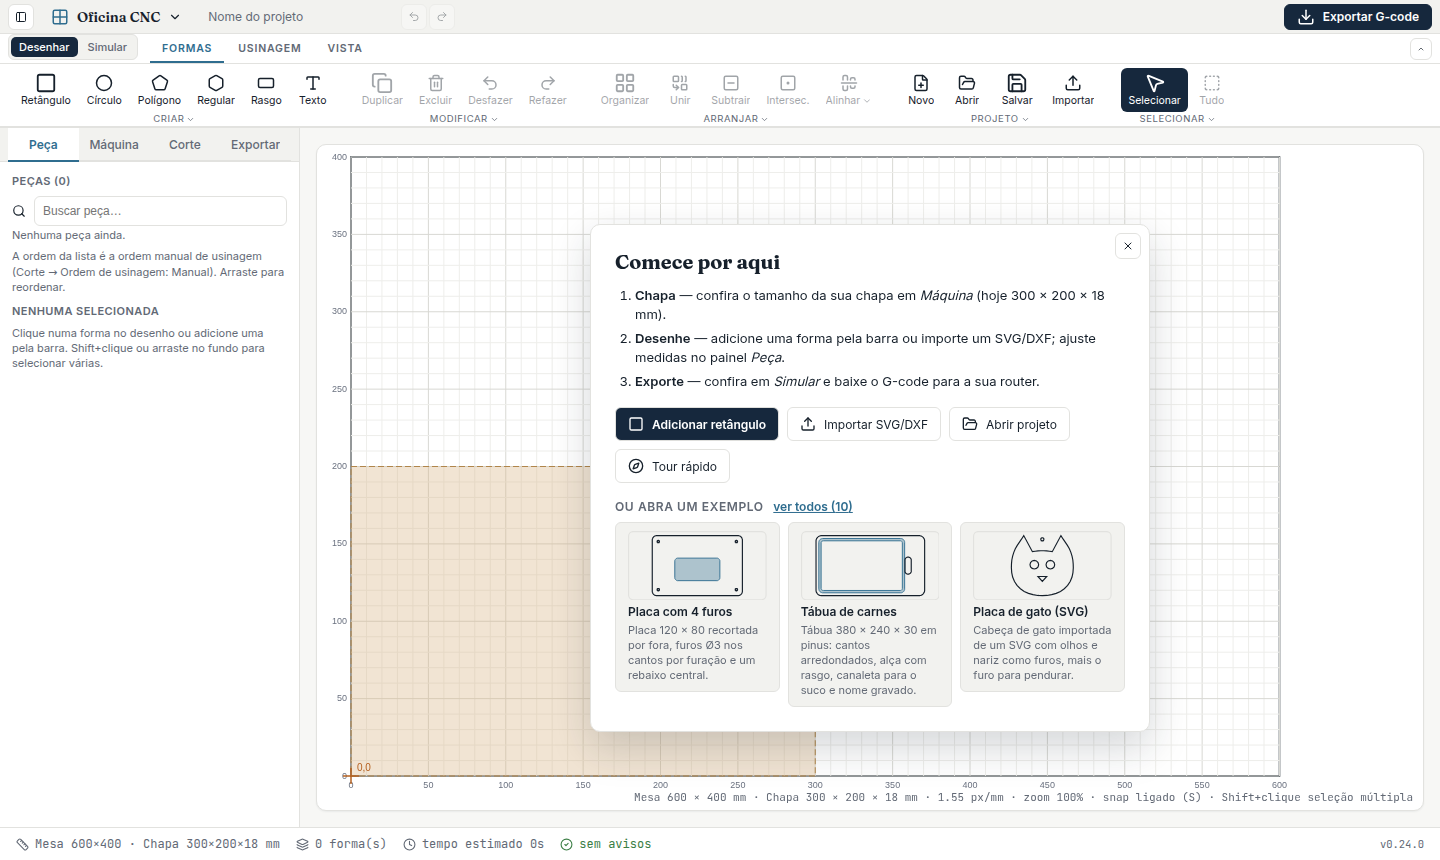 Oficina CNC
Nome do projeto
Exportar G-code
Desenhar
Simular
FORMAS
USINAGEM
VISTA
Retângulo
Círculo
Polígono
Regular
Rasgo
Texto
CRIAR
Duplicar
Excluir
Desfazer
Refazer
MODIFICAR
Organizar
Unir
Subtrair
Intersec.
Alinhar
ARRANJAR
Novo
Abrir
Salvar
Importar
PROJETO
Selecionar
Tudo
SELECIONAR
Peça
Máquina
Corte
Exportar
PEÇAS (0)
Buscar peça…
Nenhuma peça ainda.
A ordem da lista é a ordem manual de usinagem
(Corte → Ordem de usinagem: Manual). Arraste para
reordenar.
NENHUMA SELECIONADA
Clique numa forma no desenho ou adicione uma
pela barra. Shift+clique ou arraste no fundo para
selecionar várias.
400
350
300
250
200
150
100
50
0
0,0
0
50
100
150
200
250
300
350
400
450
500
550
600
Comece por aqui
1. Chapa — confira o tamanho da sua chapa em Máquina (hoje 300 × 200 × 18
mm).
2. Desenhe — adicione uma forma pela barra ou importe um SVG/DXF; ajuste
medidas no painel Peça.
3. Exporte — confira em Simular e baixe o G-code para a sua router.
Adicionar retângulo
Importar SVG/DXF
Abrir projeto
Tour rápido
OU ABRA UM EXEMPLO
ver todos (10)
Placa com 4 furos
Placa 120 × 80 recortada
por fora, furos Ø3 nos
cantos por furação e um
rebaixo central.
Tábua de carnes
Tábua 380 × 240 × 30 em
pinus: cantos
arredondados, alça com
rasgo, canaleta para o
suco e nome gravado.
Placa de gato (SVG)
Cabeça de gato importada
de um SVG com olhos e
nariz como furos, mais o
furo para pendurar.
Mesa 600 × 400 mm · Chapa 300 × 200 × 18 mm · 1.55 px/mm · zoom 100% · snap ligado (S) · Shift+clique seleção múltipla
Mesa 600×400 · Chapa 300×200×18 mm
0 forma(s)
tempo estimado 0s
sem avisos
v0.24.0